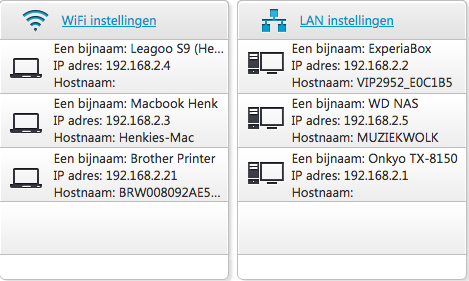 WiFi instellingen
Een bijnaam: Leagoo S9 (He...
IP adres: 192.168.2.4
Hostnaam:
Een bijnaam: Macbook Henk
IP adres: 192.168.2.3
Hostnaam: Henkies-Mac
Een bijnaam: Brother Printer
IP adres: 192.168.2.21
Hostnaam: BRW008092AE5...
LAN instellingen
Een bijnaam: ExperiaBox
IP adres: 192.168.2.2
Hostnaam: VIP2952_E0C1B5
Een bijnaam: WD NAS
IP adres: 192.168.2.5
Hostnaam: MUZIEKWOLK
Een bijnaam: Onkyo TX-8150
IP adres: 192.168.2.1
Hostnaam: